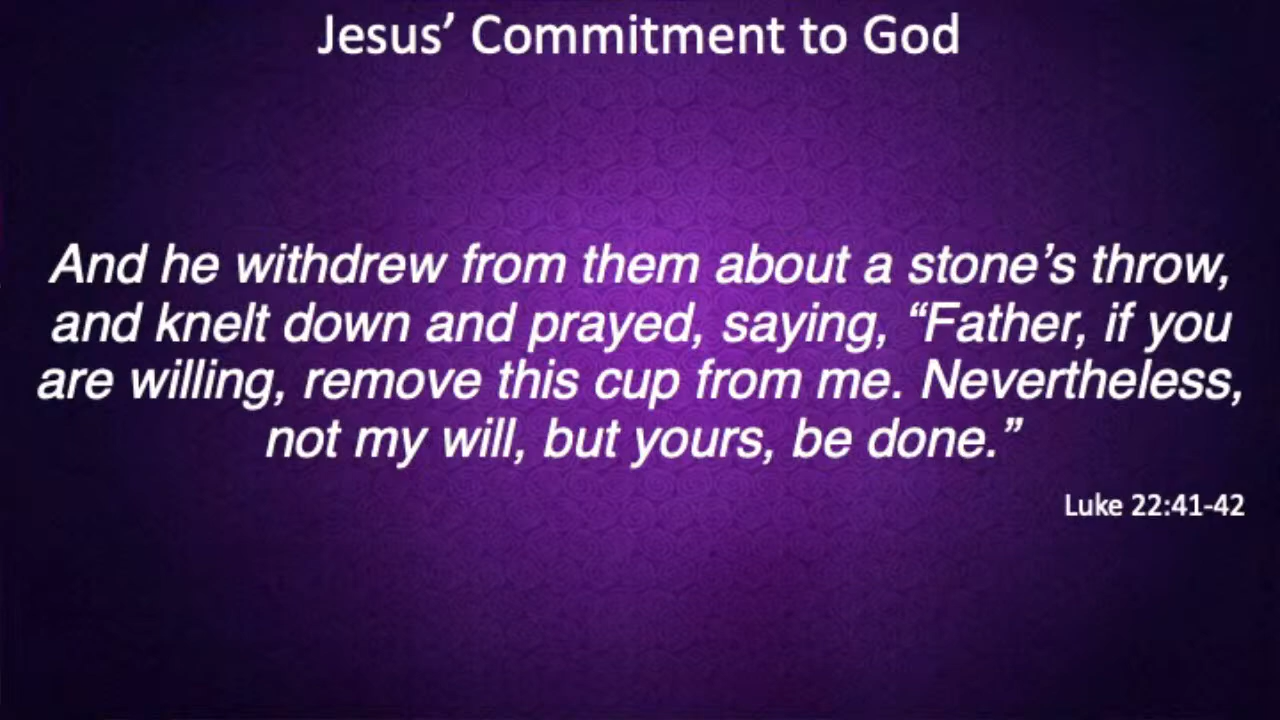 Jesus’ Commitment to God
And he withdrew from them about a stone’s throw,
and knelt down and prayed, saying, “Father, if you
are willing, remove this cup from me. Nevertheless,
not my will, but yours, be done.”
Luke 22:41-42